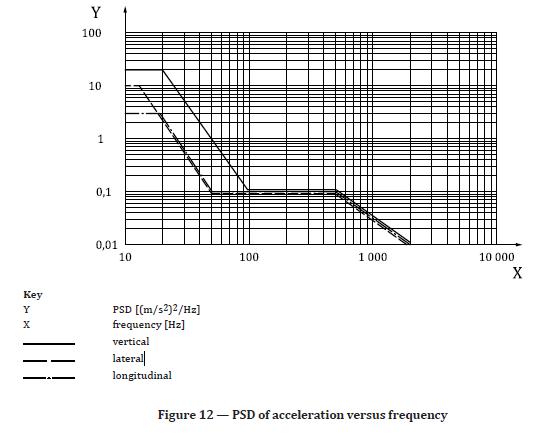 Y
100
10
1
0,1
0,01
10 100 1 000 10 000
X
Key
Y PSD [(m/s²)²/Hz]
X frequency [Hz]
vertical
lateral
longitudinal
Figure 12 — PSD of acceleration versus frequency